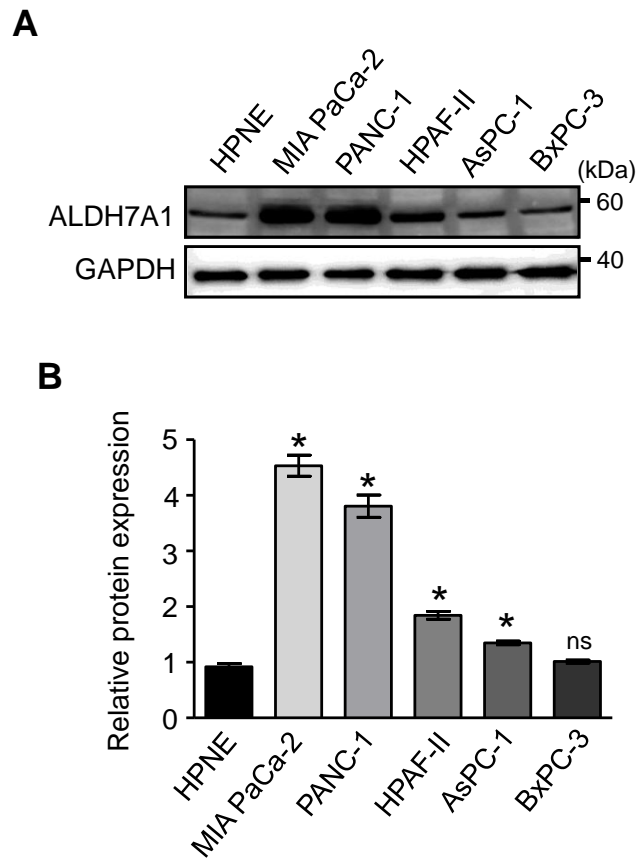 A
HPNE
MIA PaCa-2
PANC-1
HPAF-II
AsPC-1
BxPC-3
(kDa)
ALDH7A1
60
GAPDH
40
B
Relative protein expression
5
4
3
2
1
0
*
*
*
*
ns
HPNE
MIA PaCa-2
PANC-1
HPAF-II
AsPC-1
BxPC-3